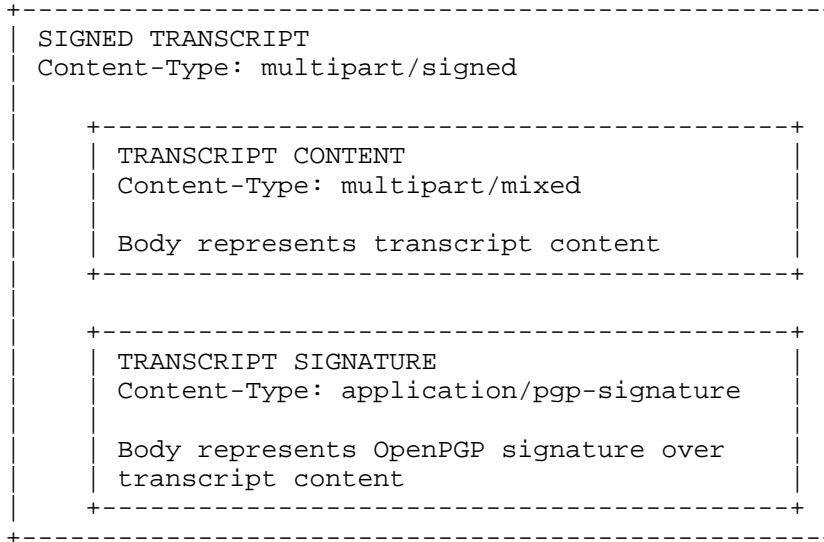 SIGNED TRANSCRIPT
Content-Type: multipart/signed
TRANSCRIPT CONTENT
Content-Type: multipart/mixed
Body represents transcript content
TRANSCRIPT SIGNATURE
Content-Type: application/pgp-signature
Body represents OpenPGP signature over
transcript content